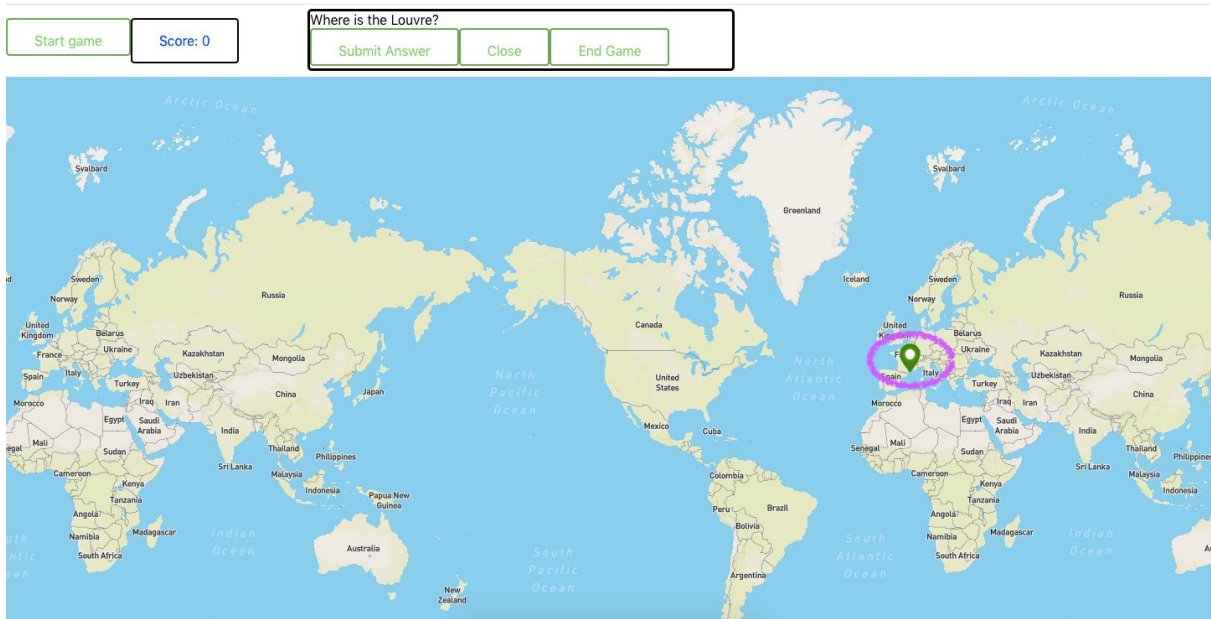 Start game
Score: 0
Where is the Louvre?
Submit Answer
Close
End Game
Arctic Ocean
Arctic Ocean
Svalbard
Svalbard
Greenland
Sweden
Iceland
Sweden
Norway
Russia
Norway
Russia
United
Kingdom
Belarus
Canada
United
Belarus
France
Ukraine
Kazakhstan
Mongolia
North
Atlantic
Ocean
Ukraine
Kazakhstan
Mongolia
Spain
Italy
Uzbekistan
North
Pacific
Ocean
United
States
Spain
Italy
Uzbekistan
Turkey
China
Japan
Turkey
China
Morocco
Iraq
Iran
Morocco
Iraq
Iran
Egypt
Saudi
Arabia
India
Mexico
Cuba
Egypt
Saudi
Arabia
India
Mali
Sudan
Thailand
Philippines
Senegal
Mali
Sudan
Thailand
Philippines
Cameroon
Sri Lanka
Malaysia
Colombia
Cameroon
Sri Lanka
Malaysia
Kenya
Indonesia
Papua New
Guinea
Kenya
Indonesia
Tanzania
Peru
Brazil
Tanzania
Angola
Bolivia
Angola
Namibia
Madagascar
Indian
Ocean
South
Atlantic
Ocean
Namibia
Madagascar
Indian
Ocean
South Africa
Australia
South
Pacific
Ocean
South Africa
Argentina
New
Zealand